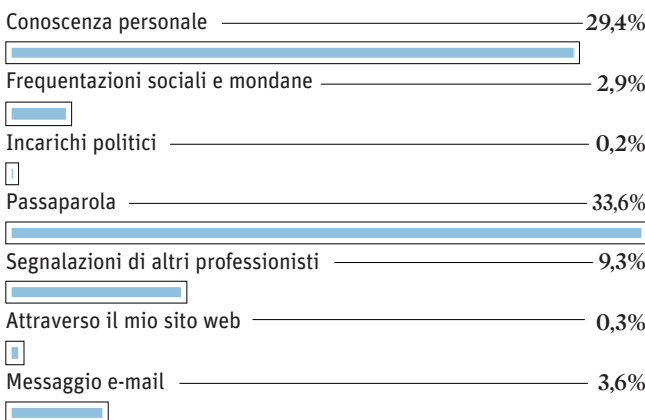 Conoscenza personale 29,4%
Frequentazioni sociali e mondane 2,9%
Incarichi politici 0,2%
Passaparola 33,6%
Segnalazioni di altri professionisti 9,3%
Attraverso il mio sito web 0,3%
Messaggio e-mail 3,6%